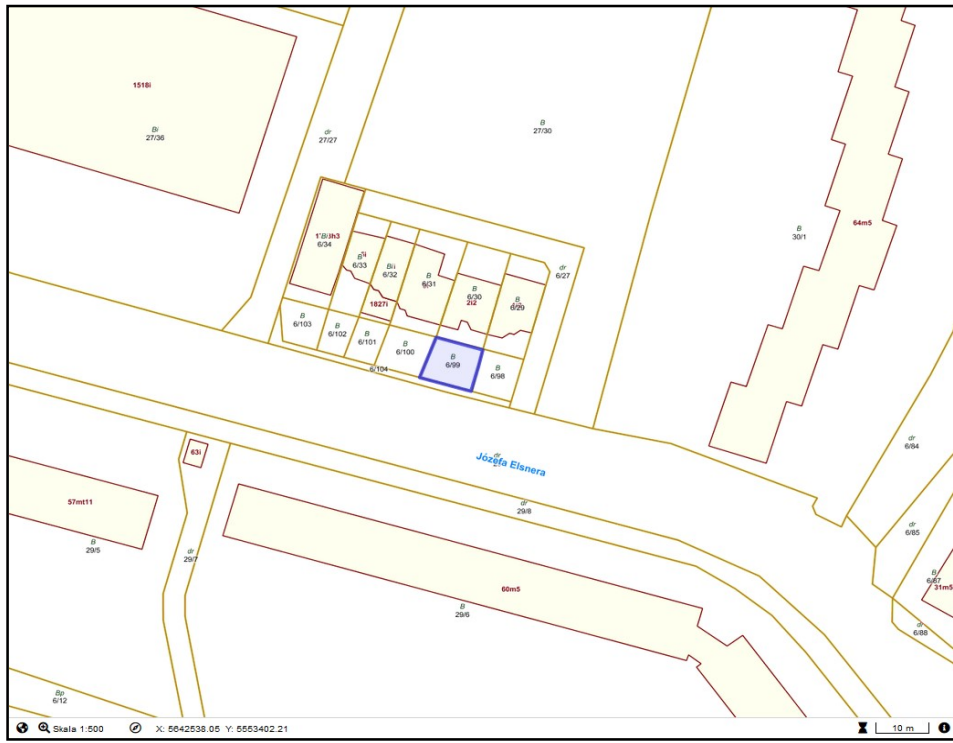 1518i
Bi
27/36
dr
27/27
B
27/30
B
30/1
64m5
6/34
B
6/33
6/32
B
6/31
B
6/30
2i2
B
6/29
dr
6/27
1827i
B
6/103
B
6/102
B
6/101
B
6/100
B
6/99
B
6/98
6/104
Józefa Elsnera
dr
dr
29/8
63i
57mt11
B
29/5
dr
29/7
60m5
B
29/6
dr
6/84
dr
6/85
B
6/87
31m5
dr
6/88
Bp
6/12
Skala 1:500 X: 5642538.05 Y: 5553402.21 10 m